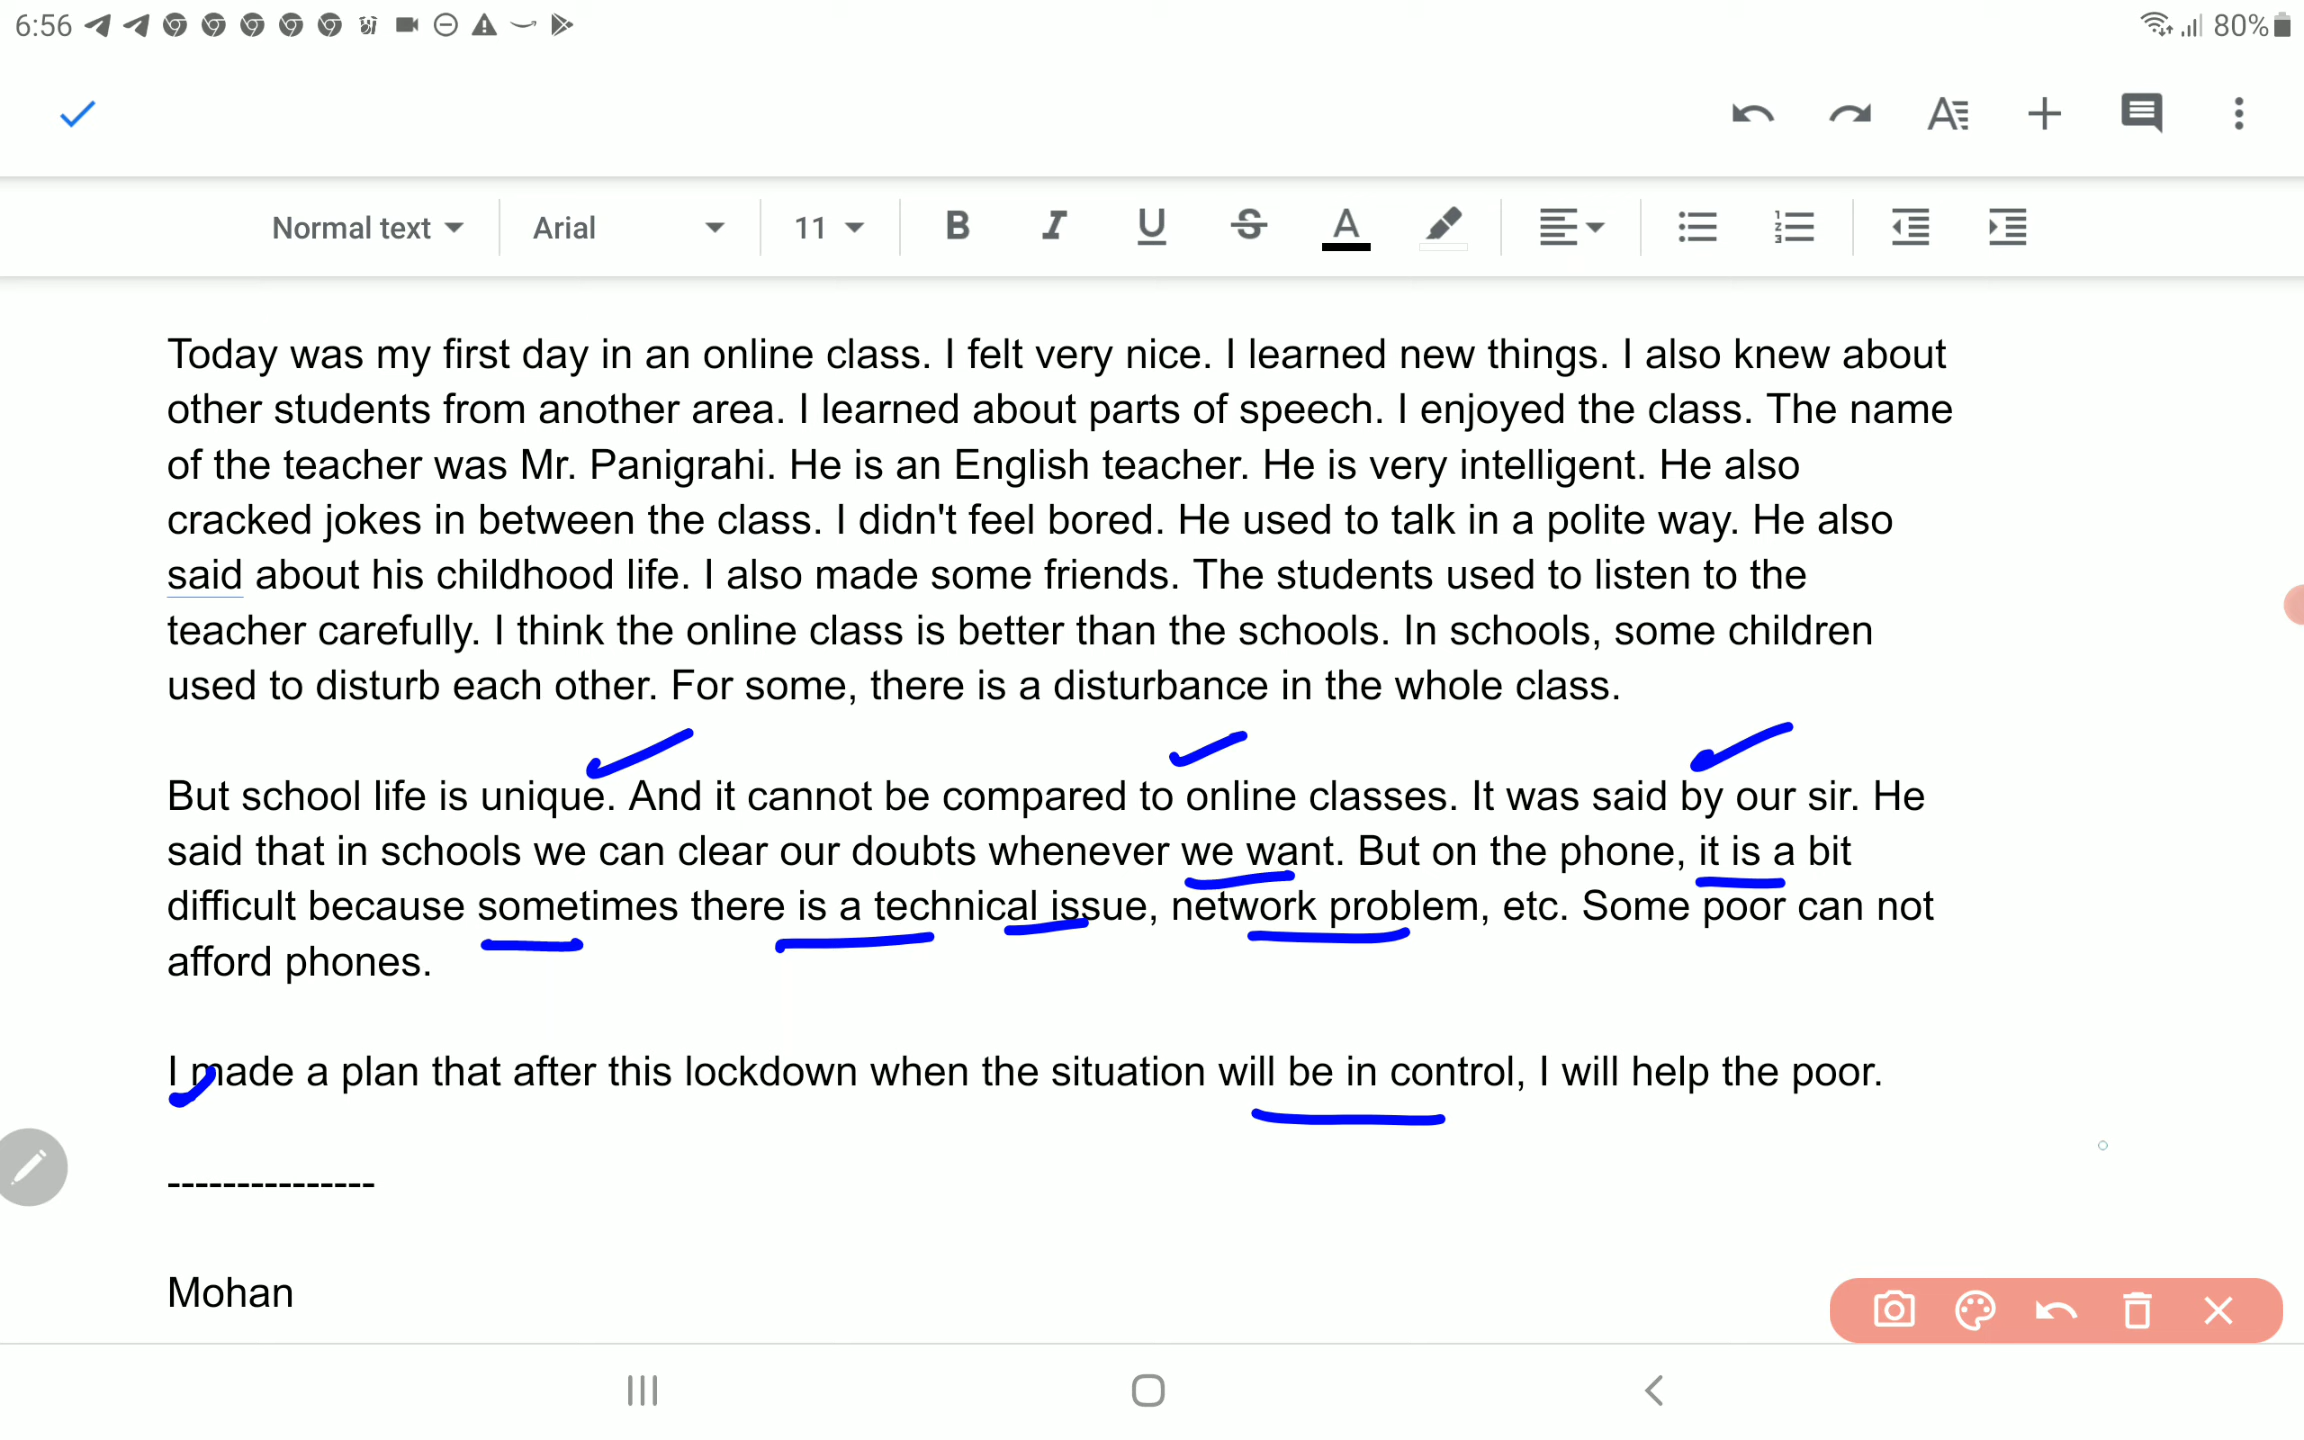 6:56
80%
Normal text
Arial
11
B I U S A
Today was my first day in an online class. I felt very nice. I learned new things. I also knew about
other students from another area. I learned about parts of speech. I enjoyed the class. The name
of the teacher was Mr. Panigrahi. He is an English teacher. He is very intelligent. He also
cracked jokes in between the class. I didn't feel bored. He used to talk in a polite way. He also
said about his childhood life. I also made some friends. The students used to listen to the
teacher carefully. I think the online class is better than the schools. In schools, some children
used to disturb each other. For some, there is a disturbance in the whole class.
But school life is unique. And it cannot be compared to online classes. It was said by our sir. He
said that in schools we can clear our doubts whenever we want. But on the phone, it is a bit
difficult because sometimes there is a technical issue, network problem, etc. Some poor can not
afford phones.
I made a plan that after this lockdown when the situation will be in control, I will help the poor.
---------------
Mohan